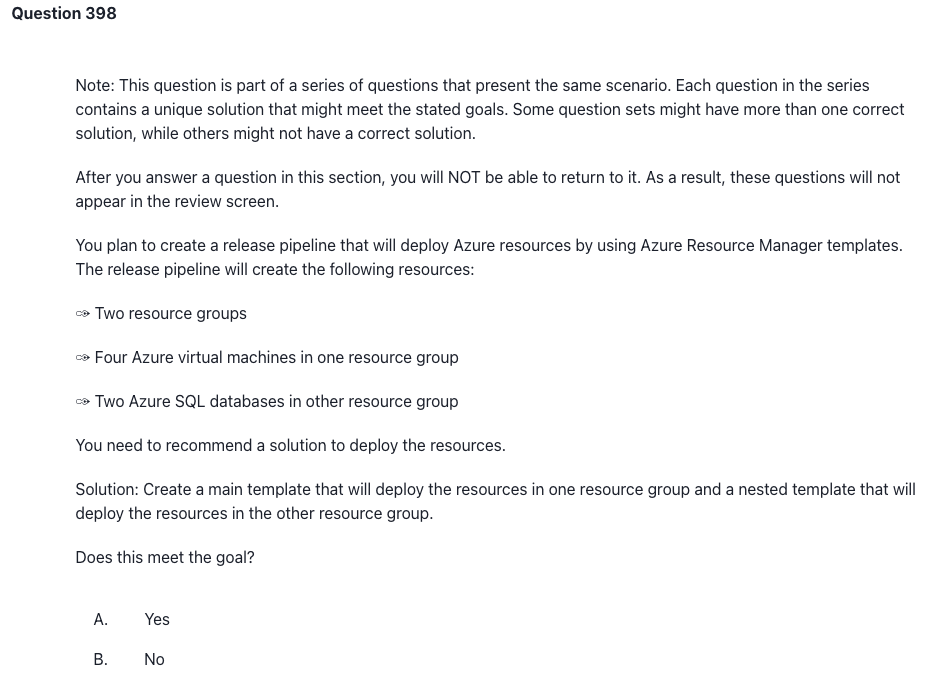 Question 398
Note: This question is part of a series of questions that present the same scenario. Each question in the series
contains a unique solution that might meet the stated goals. Some question sets might have more than one correct
solution, while others might not have a correct solution.
After you answer a question in this section, you will NOT be able to return to it. As a result, these questions will not
appear in the review screen.
You plan to create a release pipeline that will deploy Azure resources by using Azure Resource Manager templates.
The release pipeline will create the following resources:
Two resource groups
Four Azure virtual machines in one resource group
Two Azure SQL databases in other resource group
You need to recommend a solution to deploy the resources.
Solution: Create a main template that will deploy the resources in one resource group and a nested template that will
deploy the resources in the other resource group.
Does this meet the goal?
A. Yes
B. No